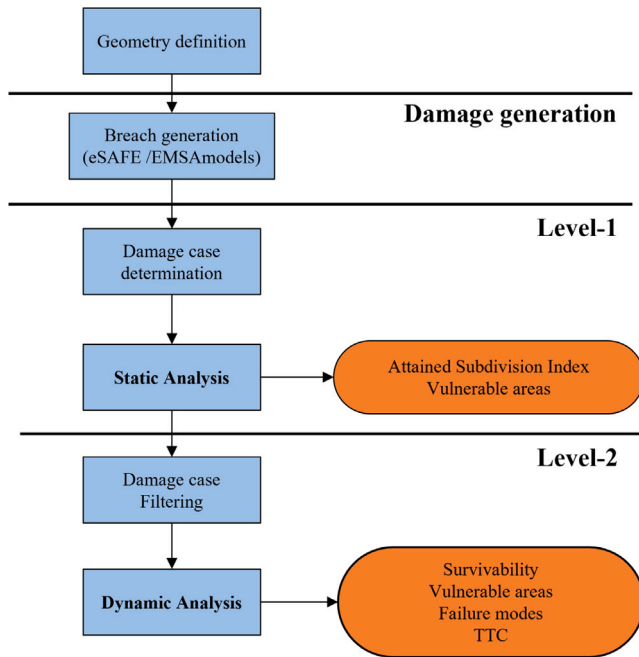 Geometry definition
Damage generation
Breach generation
(eSAFE /EMSAmodels)
Level-1
Damage case
determination
Static Analysis
Attained Subdivision Index
Vulnerable areas
Level-2
Damage case
Filtering
Dynamic Analysis
Survivability
Vulnerable areas
Failure modes
TTC